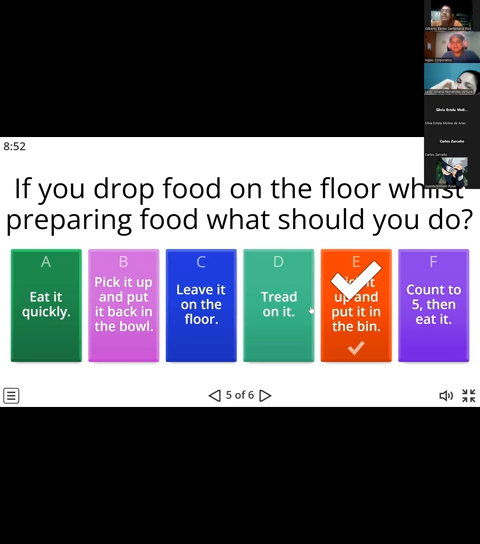 8:52
If you drop food on the floor whilst
preparing food what should you do?
A
Eat it
quickly.
B
Pick it up
and put
it back in
the bowl.
C
Leave it
on the
floor.
D
Tread
on it.
E
up and
put it in
the bin.
F
Count to
5, then
eat it.
5 of 6
Carlos Zarceño